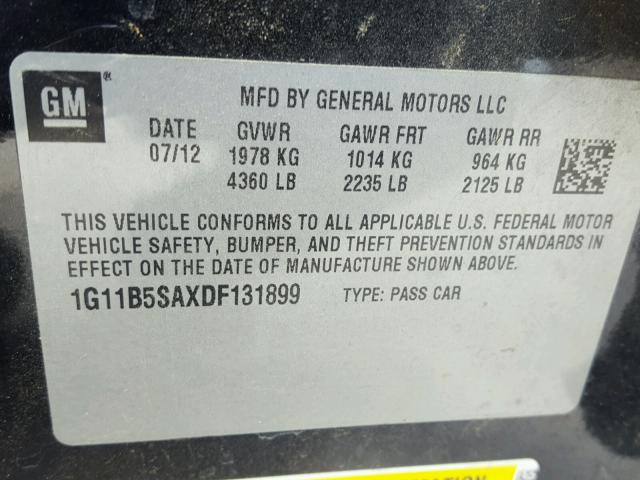 GM®
MFD BY GENERAL MOTORS LLC
DATE GVWR GAWR FRT GAWR RR
07/12 1978 KG 1014 KG 964 KG
4360 LB 2235 LB 2125 LB
THIS VEHICLE CONFORMS TO ALL APPLICABLE U.S. FEDERAL MOTOR
VEHICLE SAFETY, BUMPER, AND THEFT PREVENTION STANDARDS IN
EFFECT ON THE DATE OF MANUFACTURE SHOWN ABOVE.
1G11B5SAXDF131899 TYPE: PASS CAR